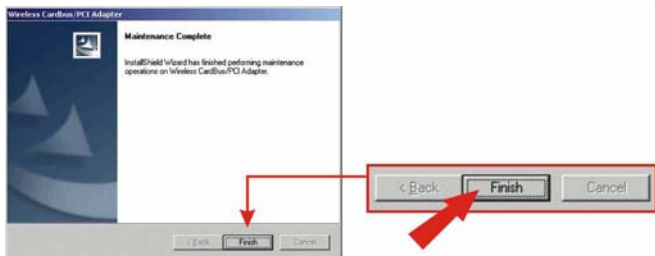 Wireless Cardbus/PCI Adapter
Maintenance Complete
InstallShield Wizard has finished performing maintenance
operations on Wireless CardBus/PCI Adapter.
< Back Finish Cancel
< Back Finish Cancel